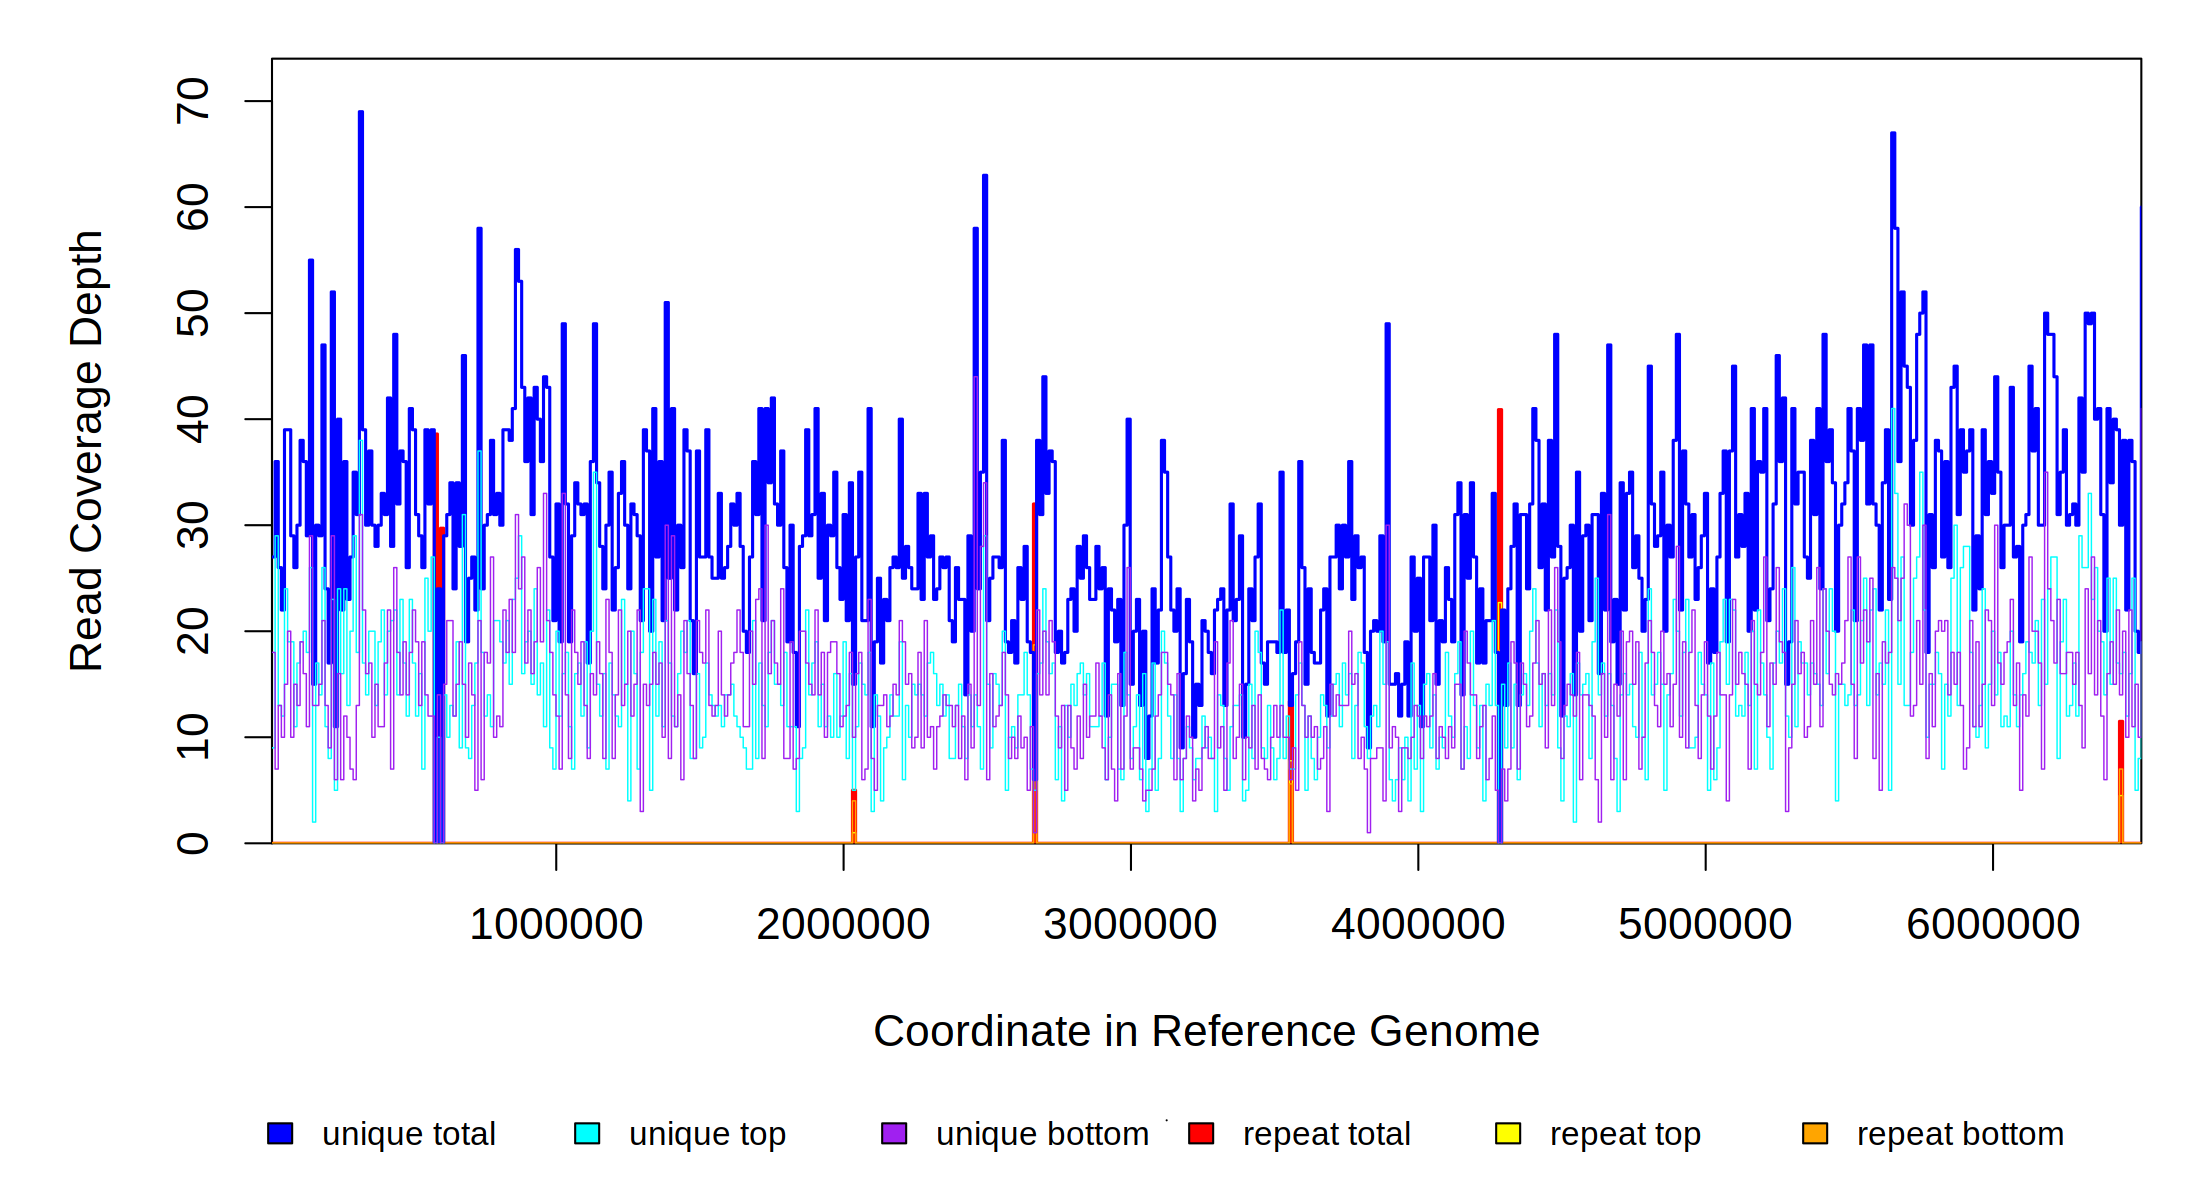 Read Coverage Depth
70
60
50
40
30
20
10
0
1000000 2000000 3000000 4000000 5000000 6000000
Coordinate in Reference Genome
unique total unique top unique bottom repeat total repeat top repeat bottom